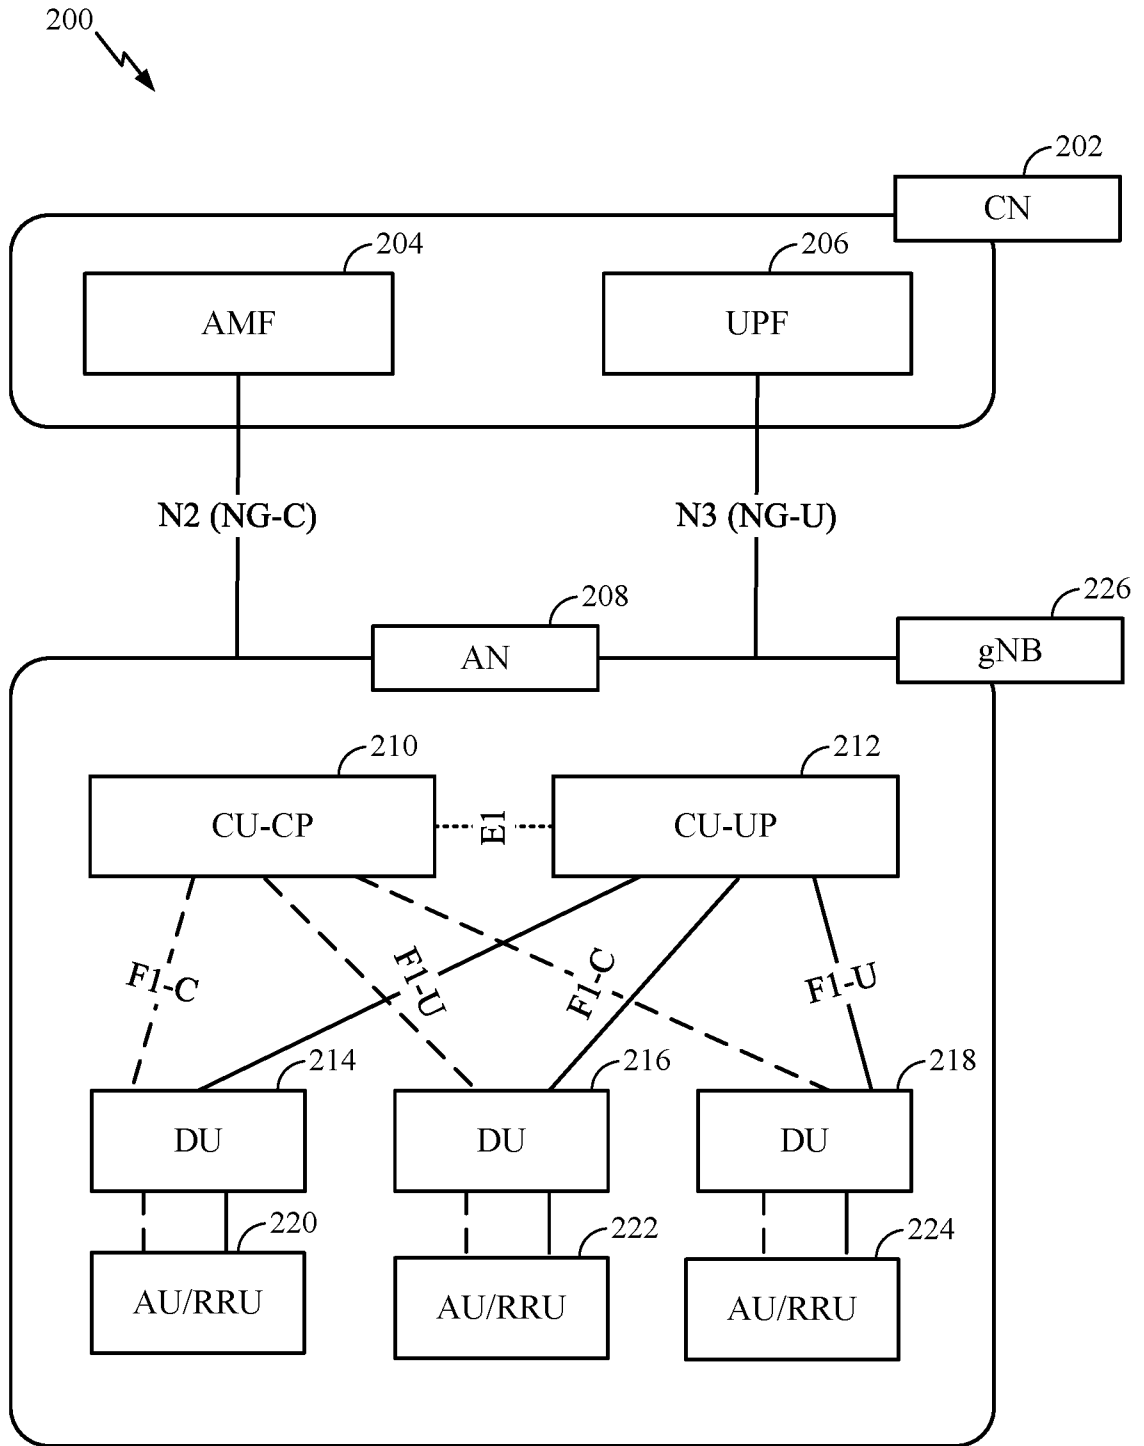 200
202
CN
204
206
AMF
UPF
N2 (NG-C)
N3 (NG-U)
208
226
AN
gNB
210
212
CU-CP
E1
CU-UP
F1-C
F1-U
F1-C
F1-U
214
216
218
DU
DU
DU
220
222
224
AU/RRU
AU/RRU
AU/RRU